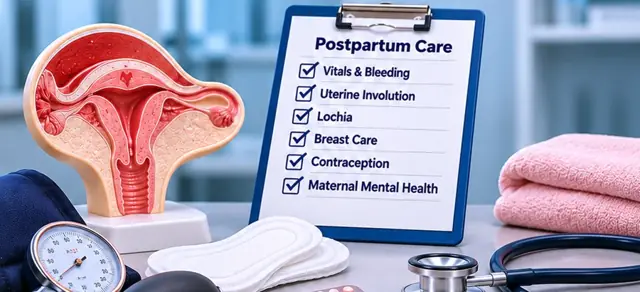 Postpartum Care
Vitals & Bleeding
Uterine Involution
Lochia
Breast Care
Contraception
Maternal Mental Health